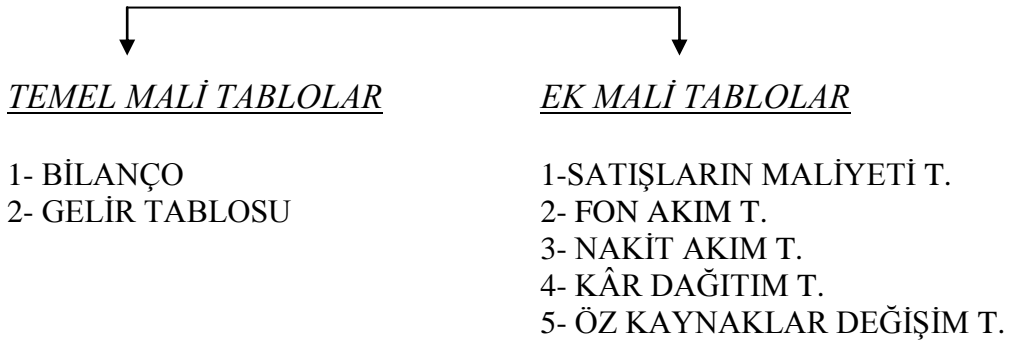 TEMEL MALİ TABLOLAR
1- BİLANÇO
2- GELİR TABLOSU
EK MALİ TABLOLAR
1-SATIŞLARIN MALİYETİ T.
2- FON AKIM T.
3- NAKİT AKIM T.
4- KÂR DAĞITIM T.
5- ÖZ KAYNAKLAR DEĞİŞİM T.